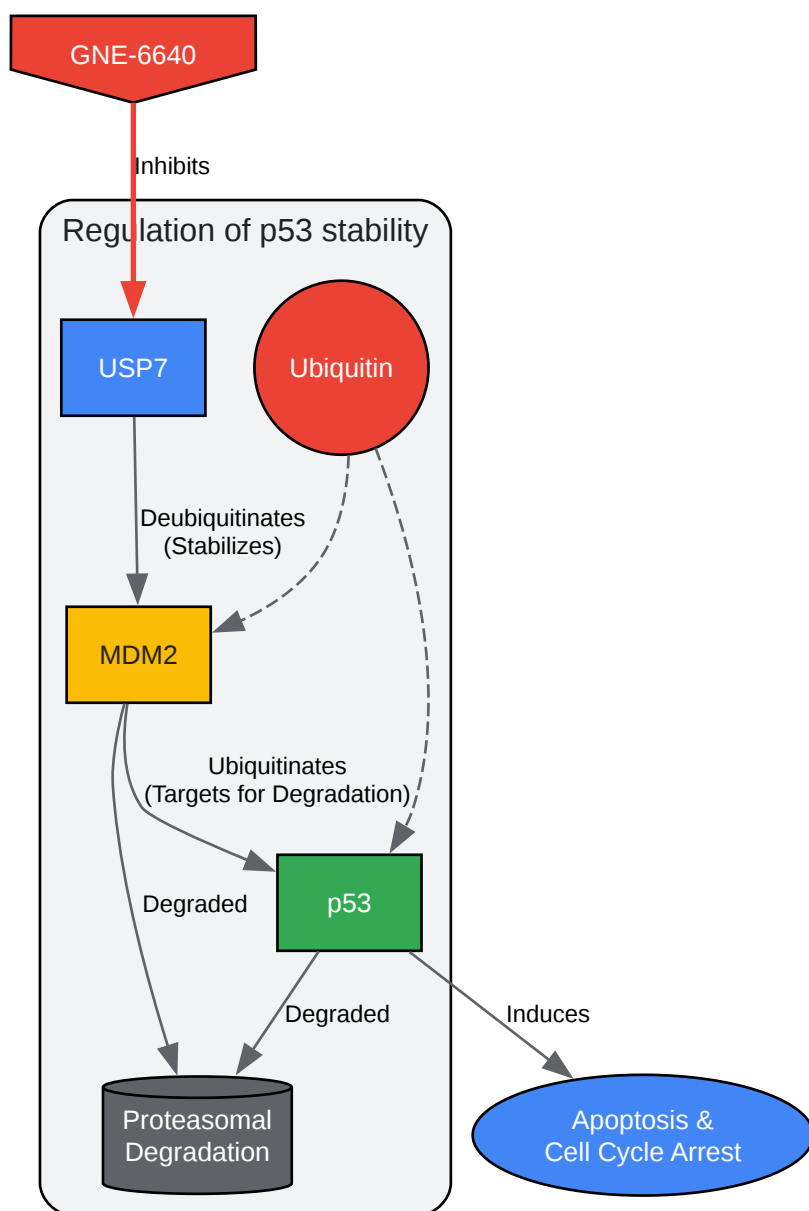 GNE-6640
Inhibits
Regulation of p53 stability
USP7
Ubiquitin
Deubiquitinates
(Stabilizes)
MDM2
Ubiquitinates
(Targets for Degradation)
Degraded
p53
Degraded
Induces
Proteasomal
Degradation
Apoptosis &
Cell Cycle Arrest